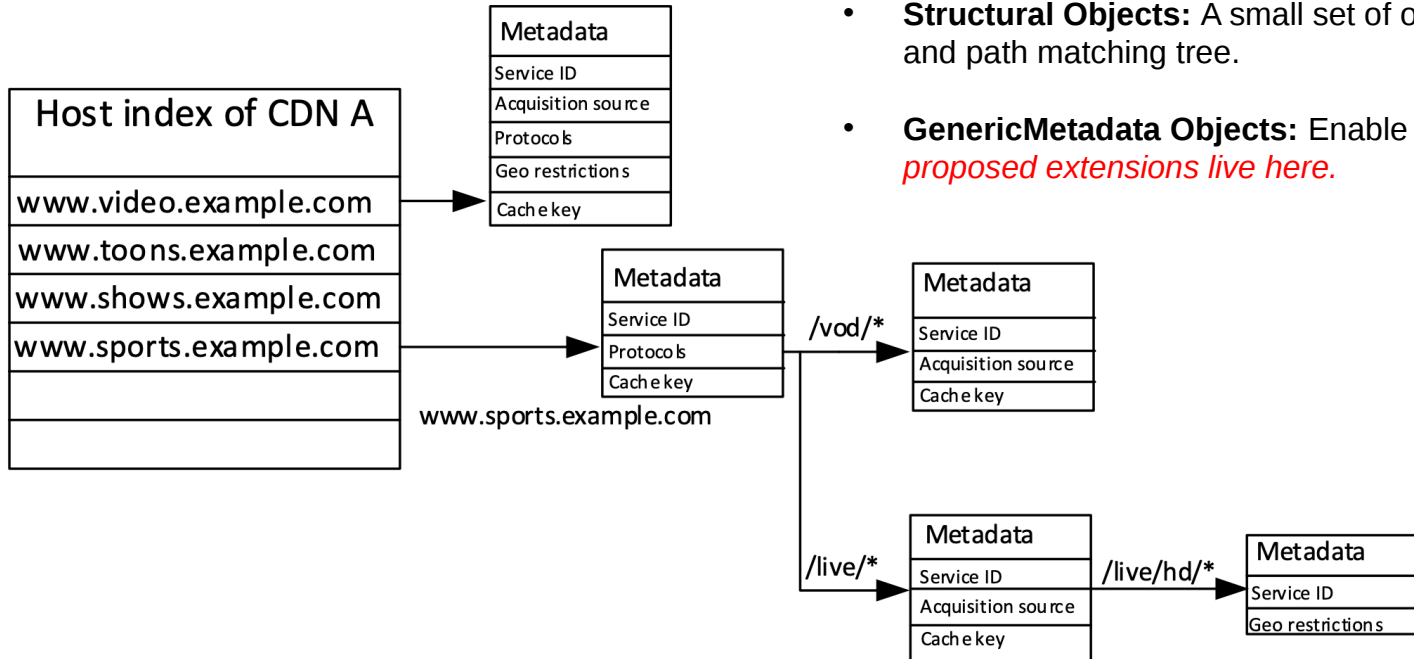 • Structural Objects: A small set of o
and path matching tree.
• GenericMetadata Objects: Enable
proposed extensions live here.
Host index of CDN A
www.video.example.com
www.toons.example.com
www.shows.example.com
www.sports.example.com
Metadata
Service ID
Acquisition source
Protocols
Geo restrictions
Cache key
Metadata
Service ID
Protocols
Cache key
www.sports.example.com
/vod/*
Metadata
Service ID
Acquisition source
Cache key
/live/*
Metadata
Service ID
Acquisition source
Cache key
/live/hd/*
Metadata
Service ID
Geo restrictions